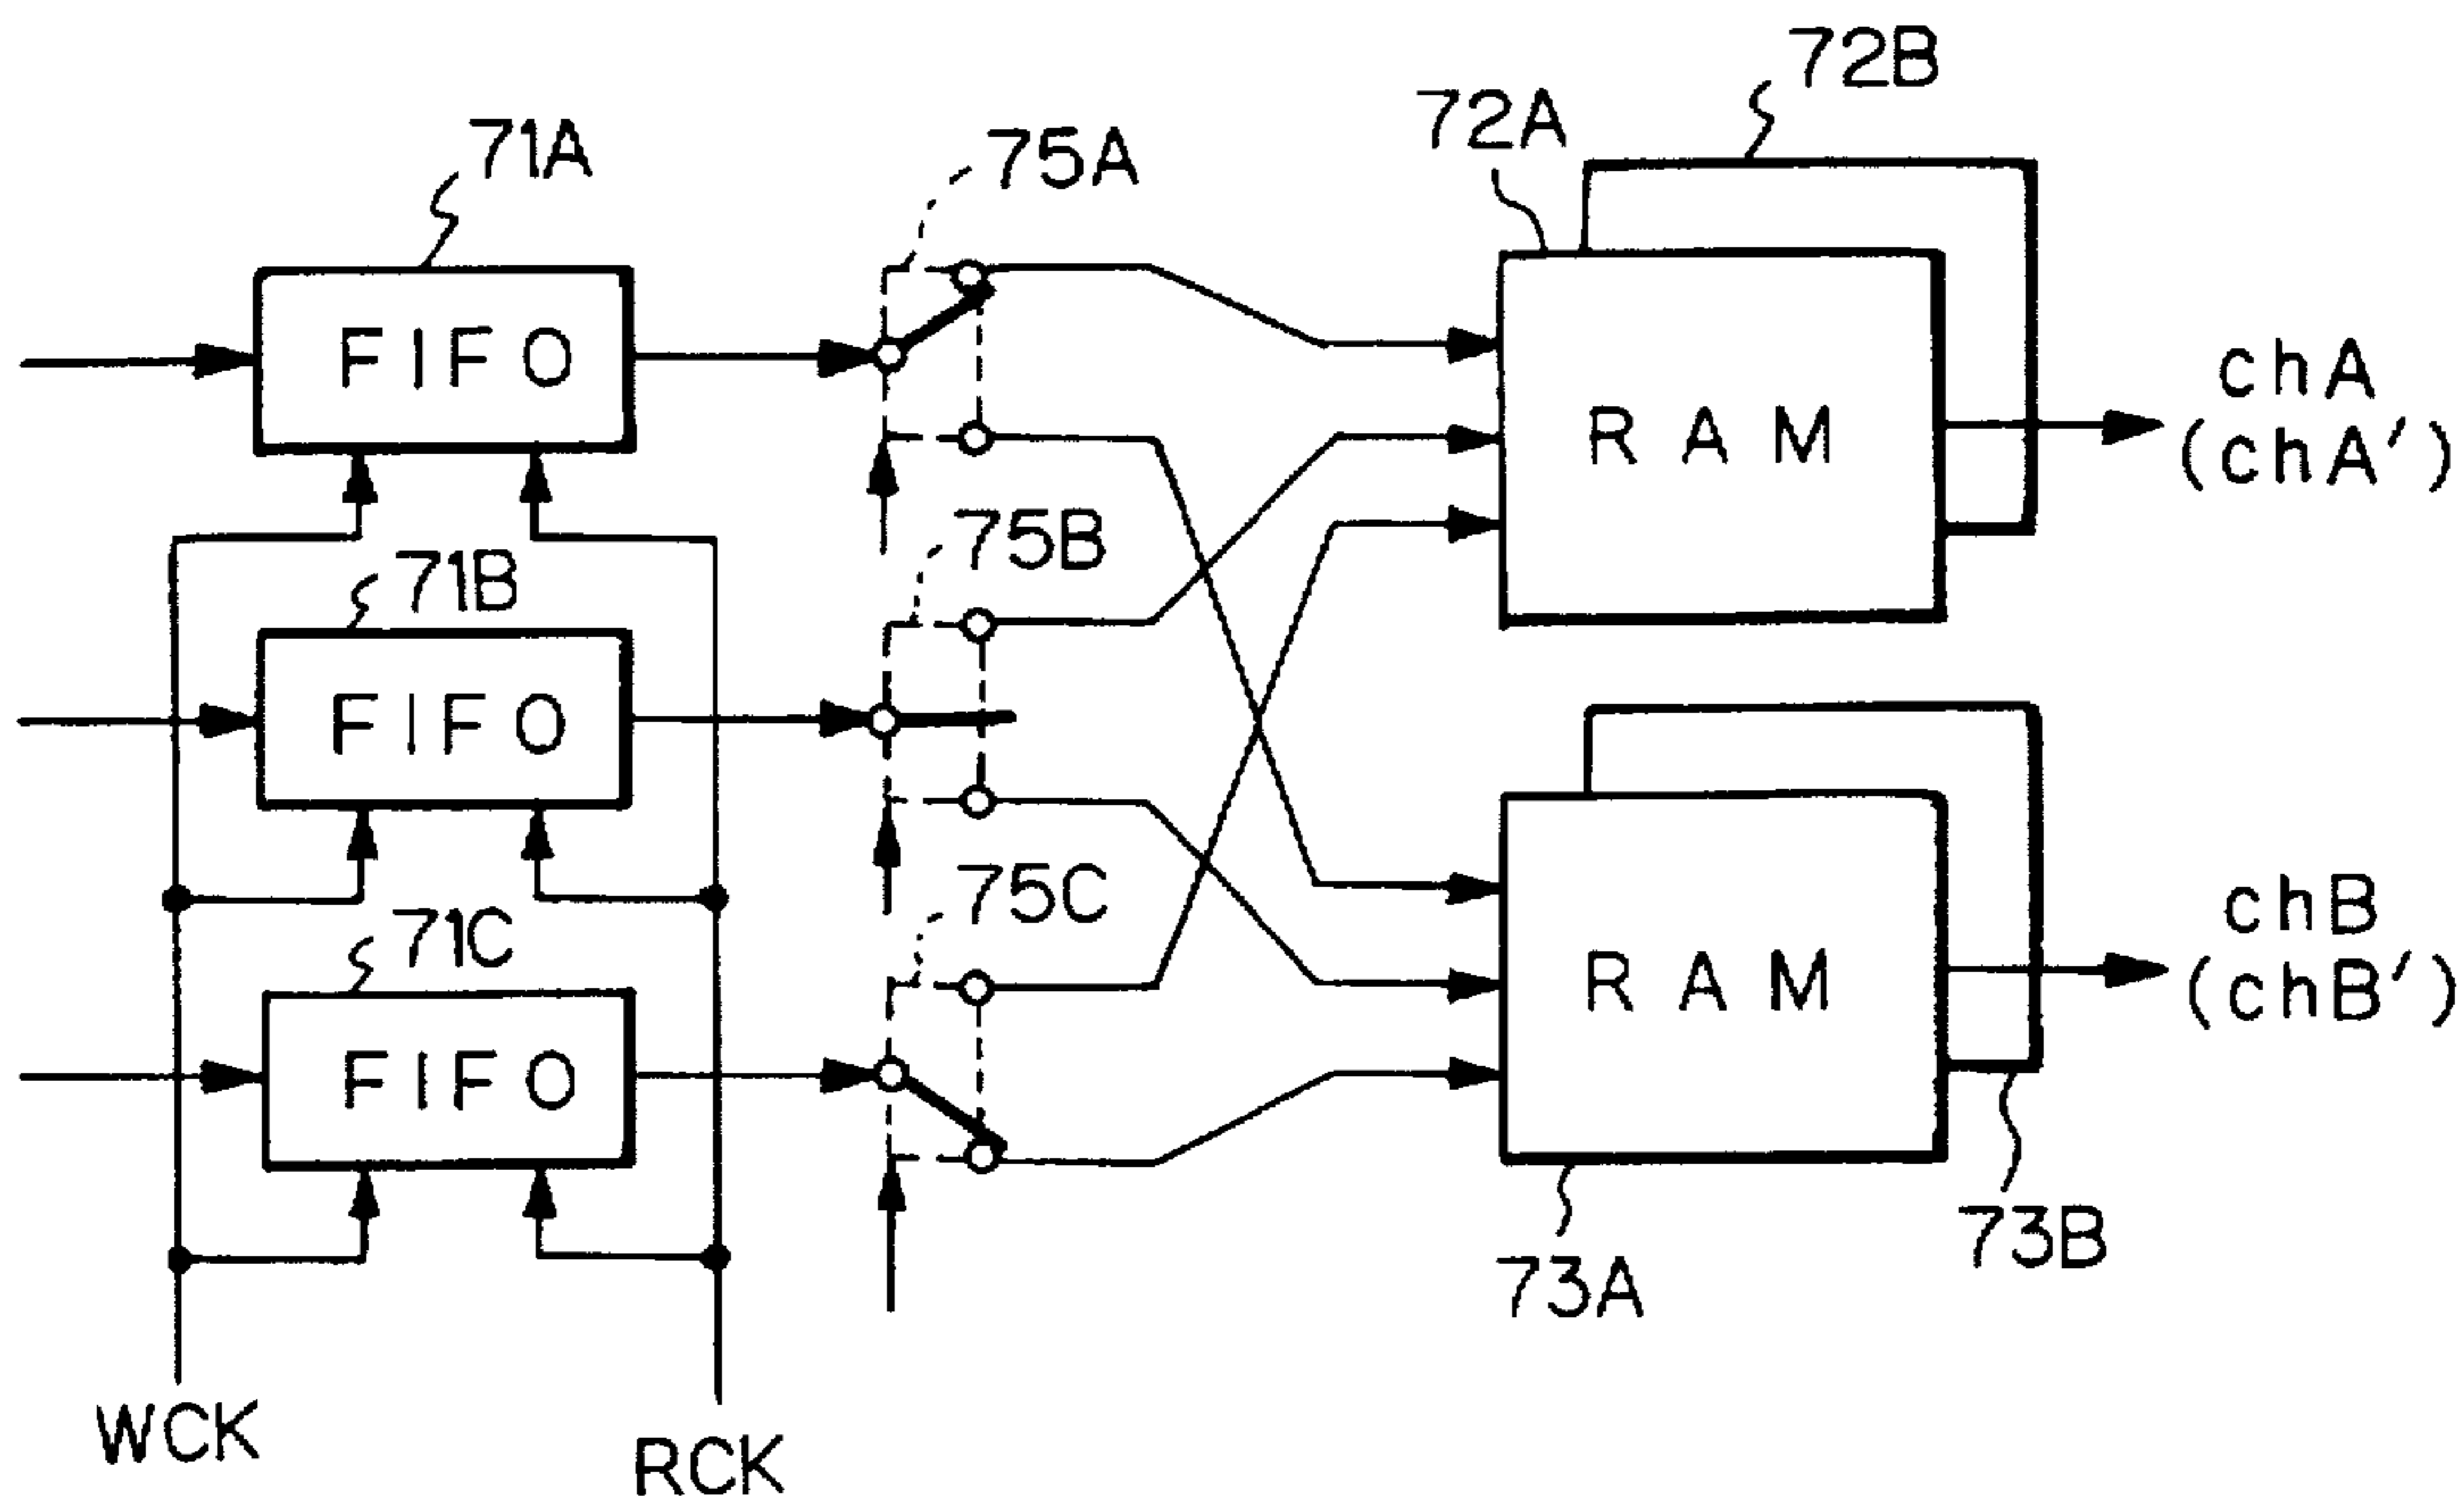 72B
72A
71A
75A
FIFO
chA
(chA')
RAM
75B
71B
FIFO
75C
chB
(chB')
71C
RAM
FIFO
73B
73A
WCK
RCK